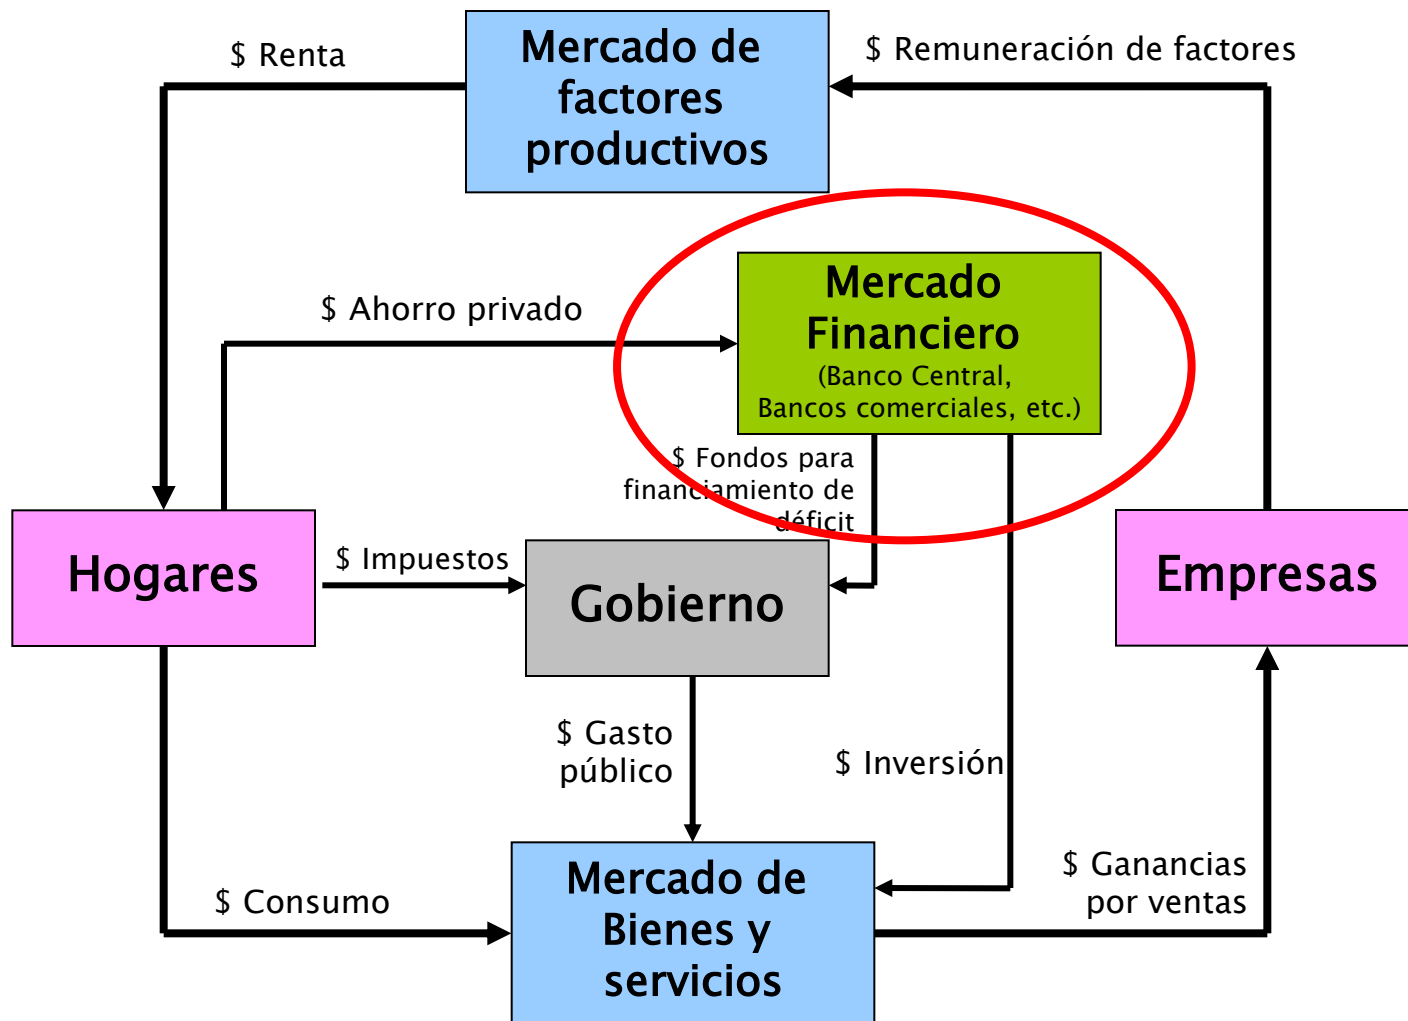 $ Renta
Mercado de
factores
productivos
$ Remuneración de factores
$ Ahorro privado
Mercado
Financiero
(Banco Central,
Bancos comerciales, etc.)
$ Fondos para
financiamiento de
déficit
Hogares
$ Impuestos
Gobierno
Empresas
$ Gasto
público
$ Inversión
$ Consumo
Mercado de
Bienes y
servicios
$ Ganancias
por ventas